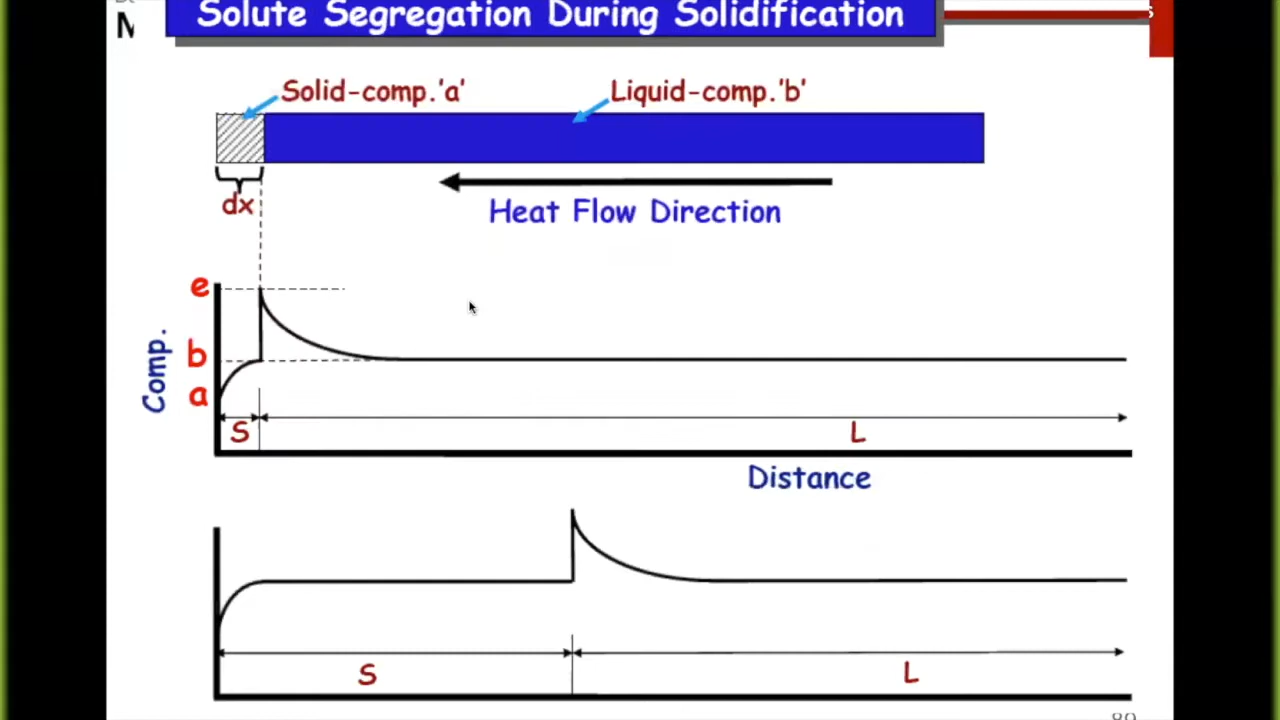 Solute Segregation During Solidification
Solid-comp.'a'
Liquid-comp.'b'
dx
Heat Flow Direction
e
b
a
Comp.
S
L
Distance
S
L